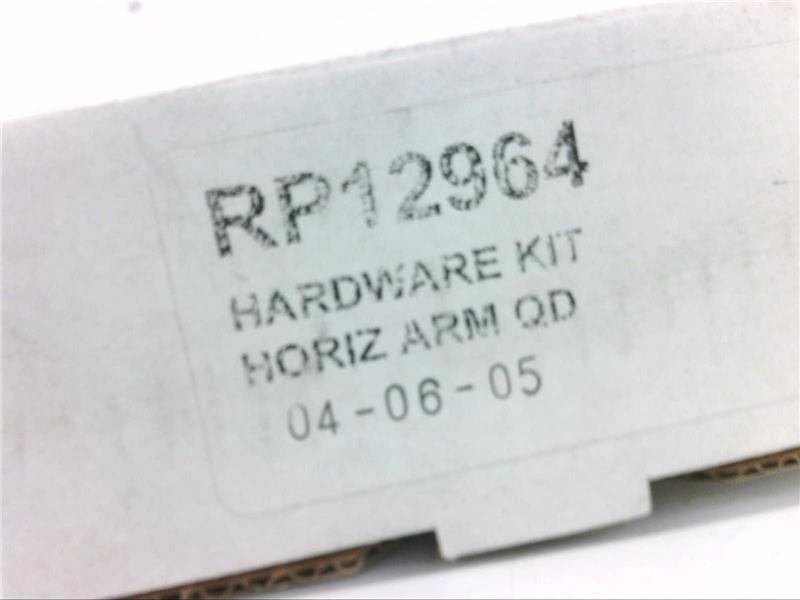 RP12964
HARDWARE KIT
HORIZ ARM QD
04-06-05